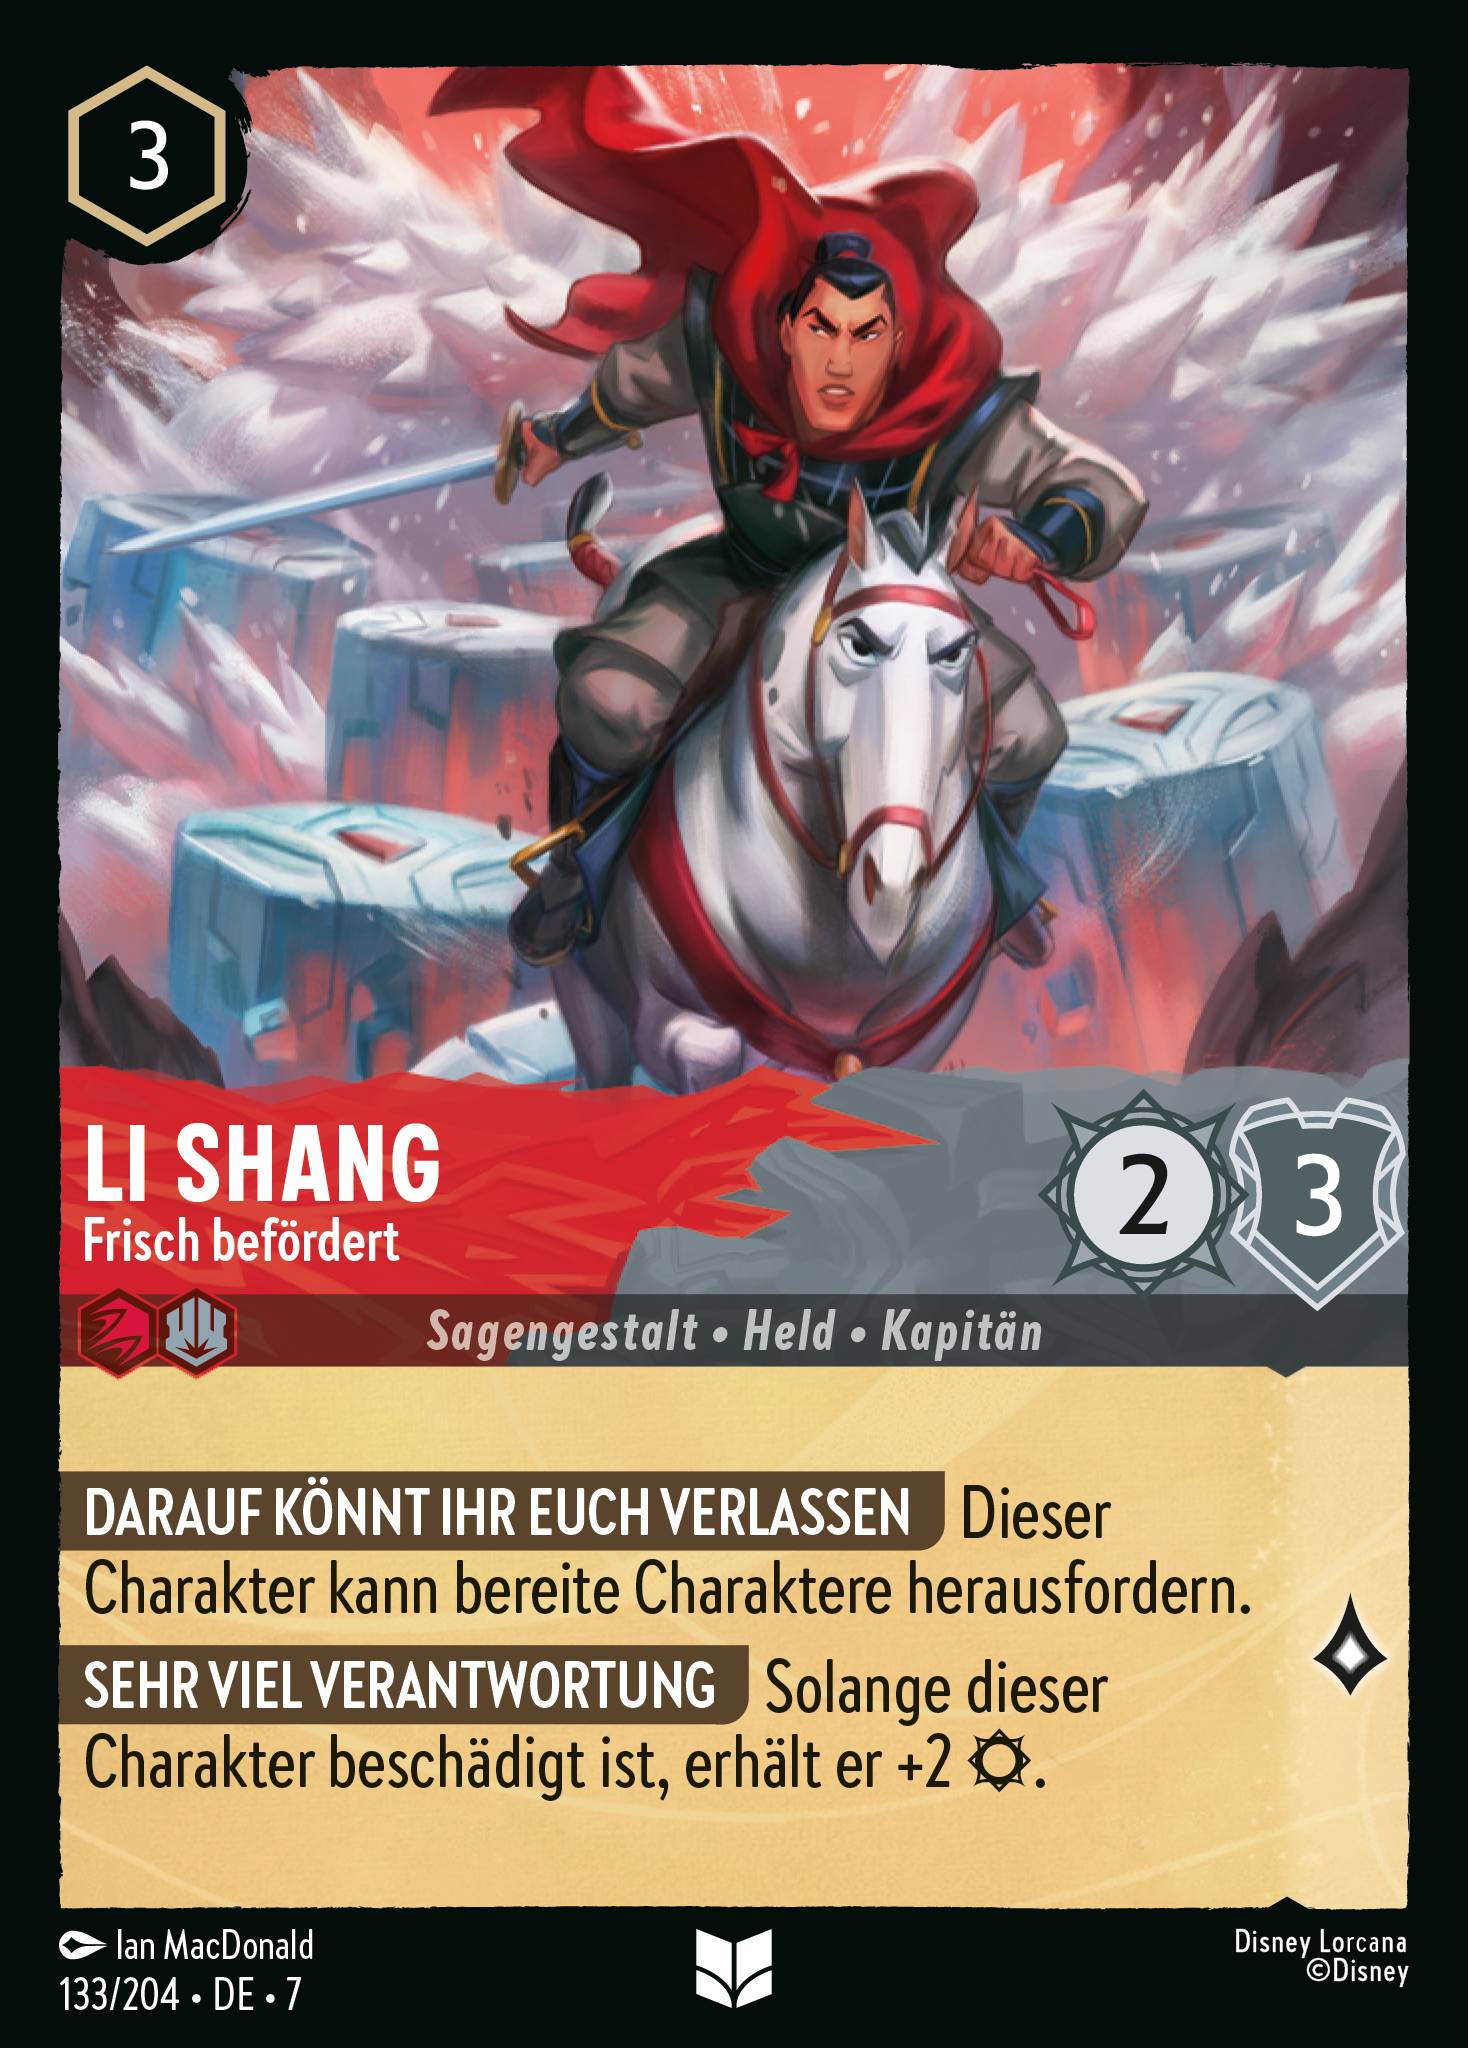 3
LI SHANG
Frisch befördert
2 3
Sagengestalt • Held • Kapitän
DARAUF KÖNNT IHR EUCH VERLASSEN Dieser
Charakter kann bereite Charaktere herausfordern.
SEHR VIEL VERANTWORTUNG Solange dieser
Charakter beschädigt ist, erhält er +2 .
Ian MacDonald
133/204 • DE • 7
Disney Lorcana
©Disney